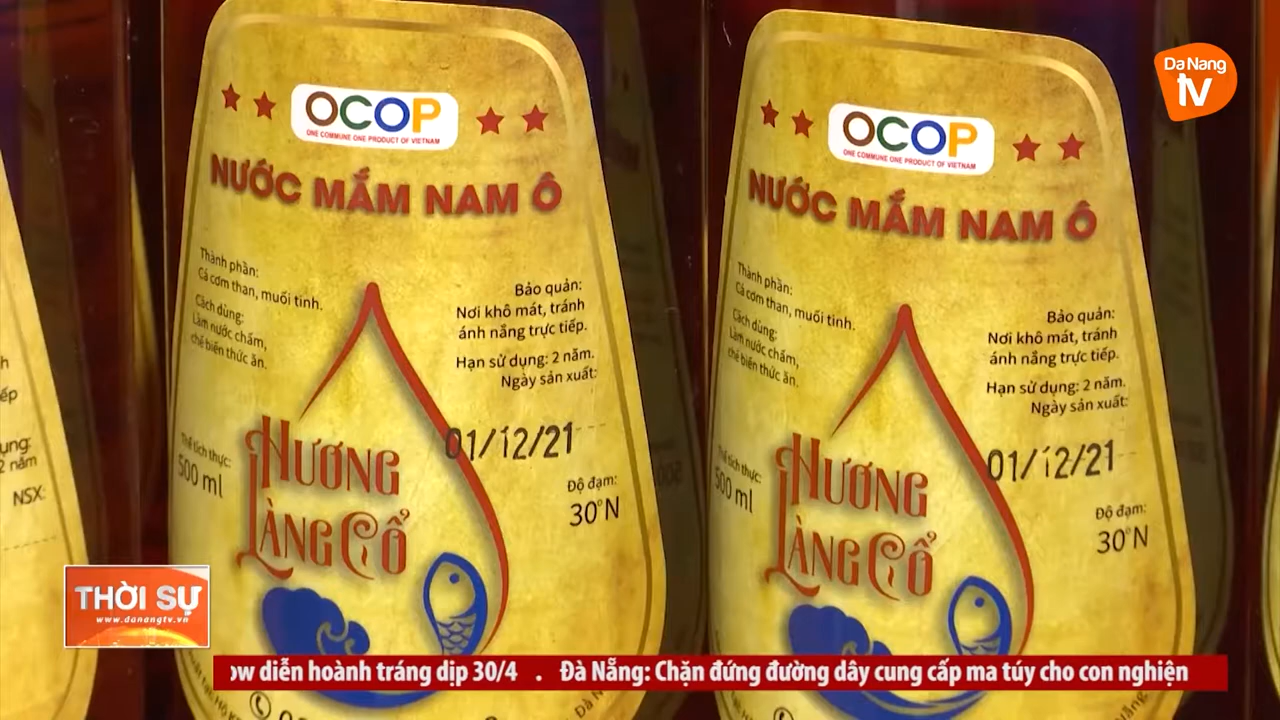 Da Nang
tv
OCOP
ONE COMMUNE ONE PRODUCT OF VIETNAM
NƯỚC MẮM NAM Ô
Thành phần:
Cá cơm than, muối tinh.
Cách dùng:
Làm nước chấm,
chế biến thức ăn.
Bảo quản:
Nơi khô mát, tránh
ánh nắng trực tiếp.
Hạn sử dụng: 2 năm.
Ngày sản xuất:
01/12/21
Thể tích thực:
500 ml
Độ đạm:
30°N
HƯƠNG
LÀNG CỔ
OCOP
ONE COMMUNE ONE PRODUCT OF VIETNAM
NƯỚC MẮM NAM Ô
Thành phần:
Cá cơm than, muối tinh.
Cách dùng:
Làm nước chấm,
chế biến thức ăn.
Bảo quản:
Nơi khô mát, tránh
ánh nắng trực tiếp.
Hạn sử dụng: 2 năm.
Ngày sản xuất:
01/12/21
Thể tích thực:
500 ml
Độ đạm:
30°N
HƯƠNG
LÀNG CỔ
2 năm
NSX:
THỜI SỰ
www.danangtv.vn
diễn hoành tráng dịp 30/4 . Đà Nẵng: Chặn đứng đường dây cung cấp ma túy cho con nghiện